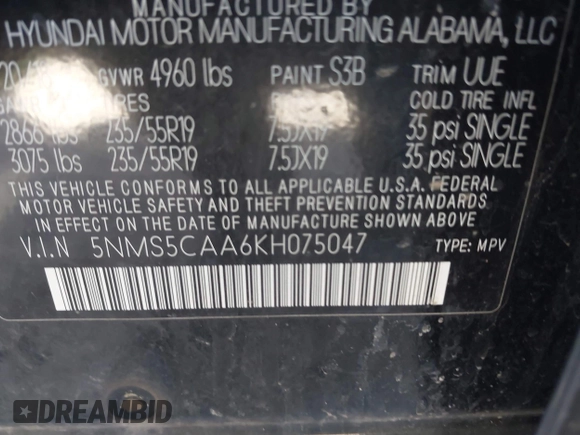 MANUFACTURED BY
HYUNDAI MOTOR MANUFACTURING ALABAMA, LLC
GVWR 4960 lbs PAINT S3B TRIM UUE
COLD TIRE INFL
2866 lbs 235/55R19 7.5JX19 35 psi SINGLE
3075 lbs 235/55R19 7.5JX19 35 psi SINGLE
THIS VEHICLE CONFORMS TO ALL APPLICABLE U.S.A. FEDERAL
MOTOR VEHICLE SAFETY AND THEFT PREVENTION STANDARDS
IN EFFECT ON THE DATE OF MANUFACTURE SHOWN ABOVE.
V.I.N 5NMS5CAA6KH075047 TYPE: MPV
DREAMBID